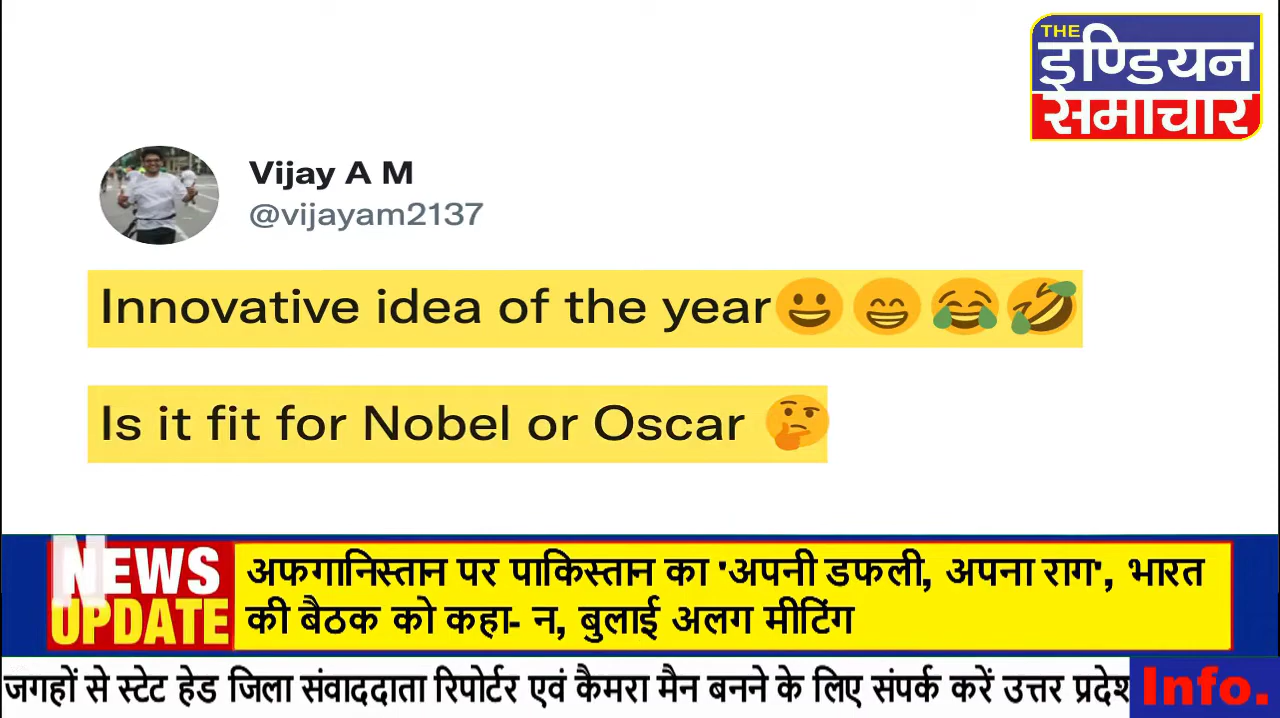 THE
इण्डियन
समाचार
Vijay A M
@vijayam2137
Innovative idea of the year😀😁😂🤣
Is it fit for Nobel or Oscar 🤔
NEWS
UPDATE
अफगानिस्तान पर पाकिस्तान का 'अपनी डफली, अपना राग', भारत
की बैठक को कहा- न, बुलाई अलग मीटिंग
जगहों से स्टेट हेड जिला संवाददाता रिपोर्टर एवं कैमरा मैन बनने के लिए संपर्क करें उत्तर प्रदेश
Info.